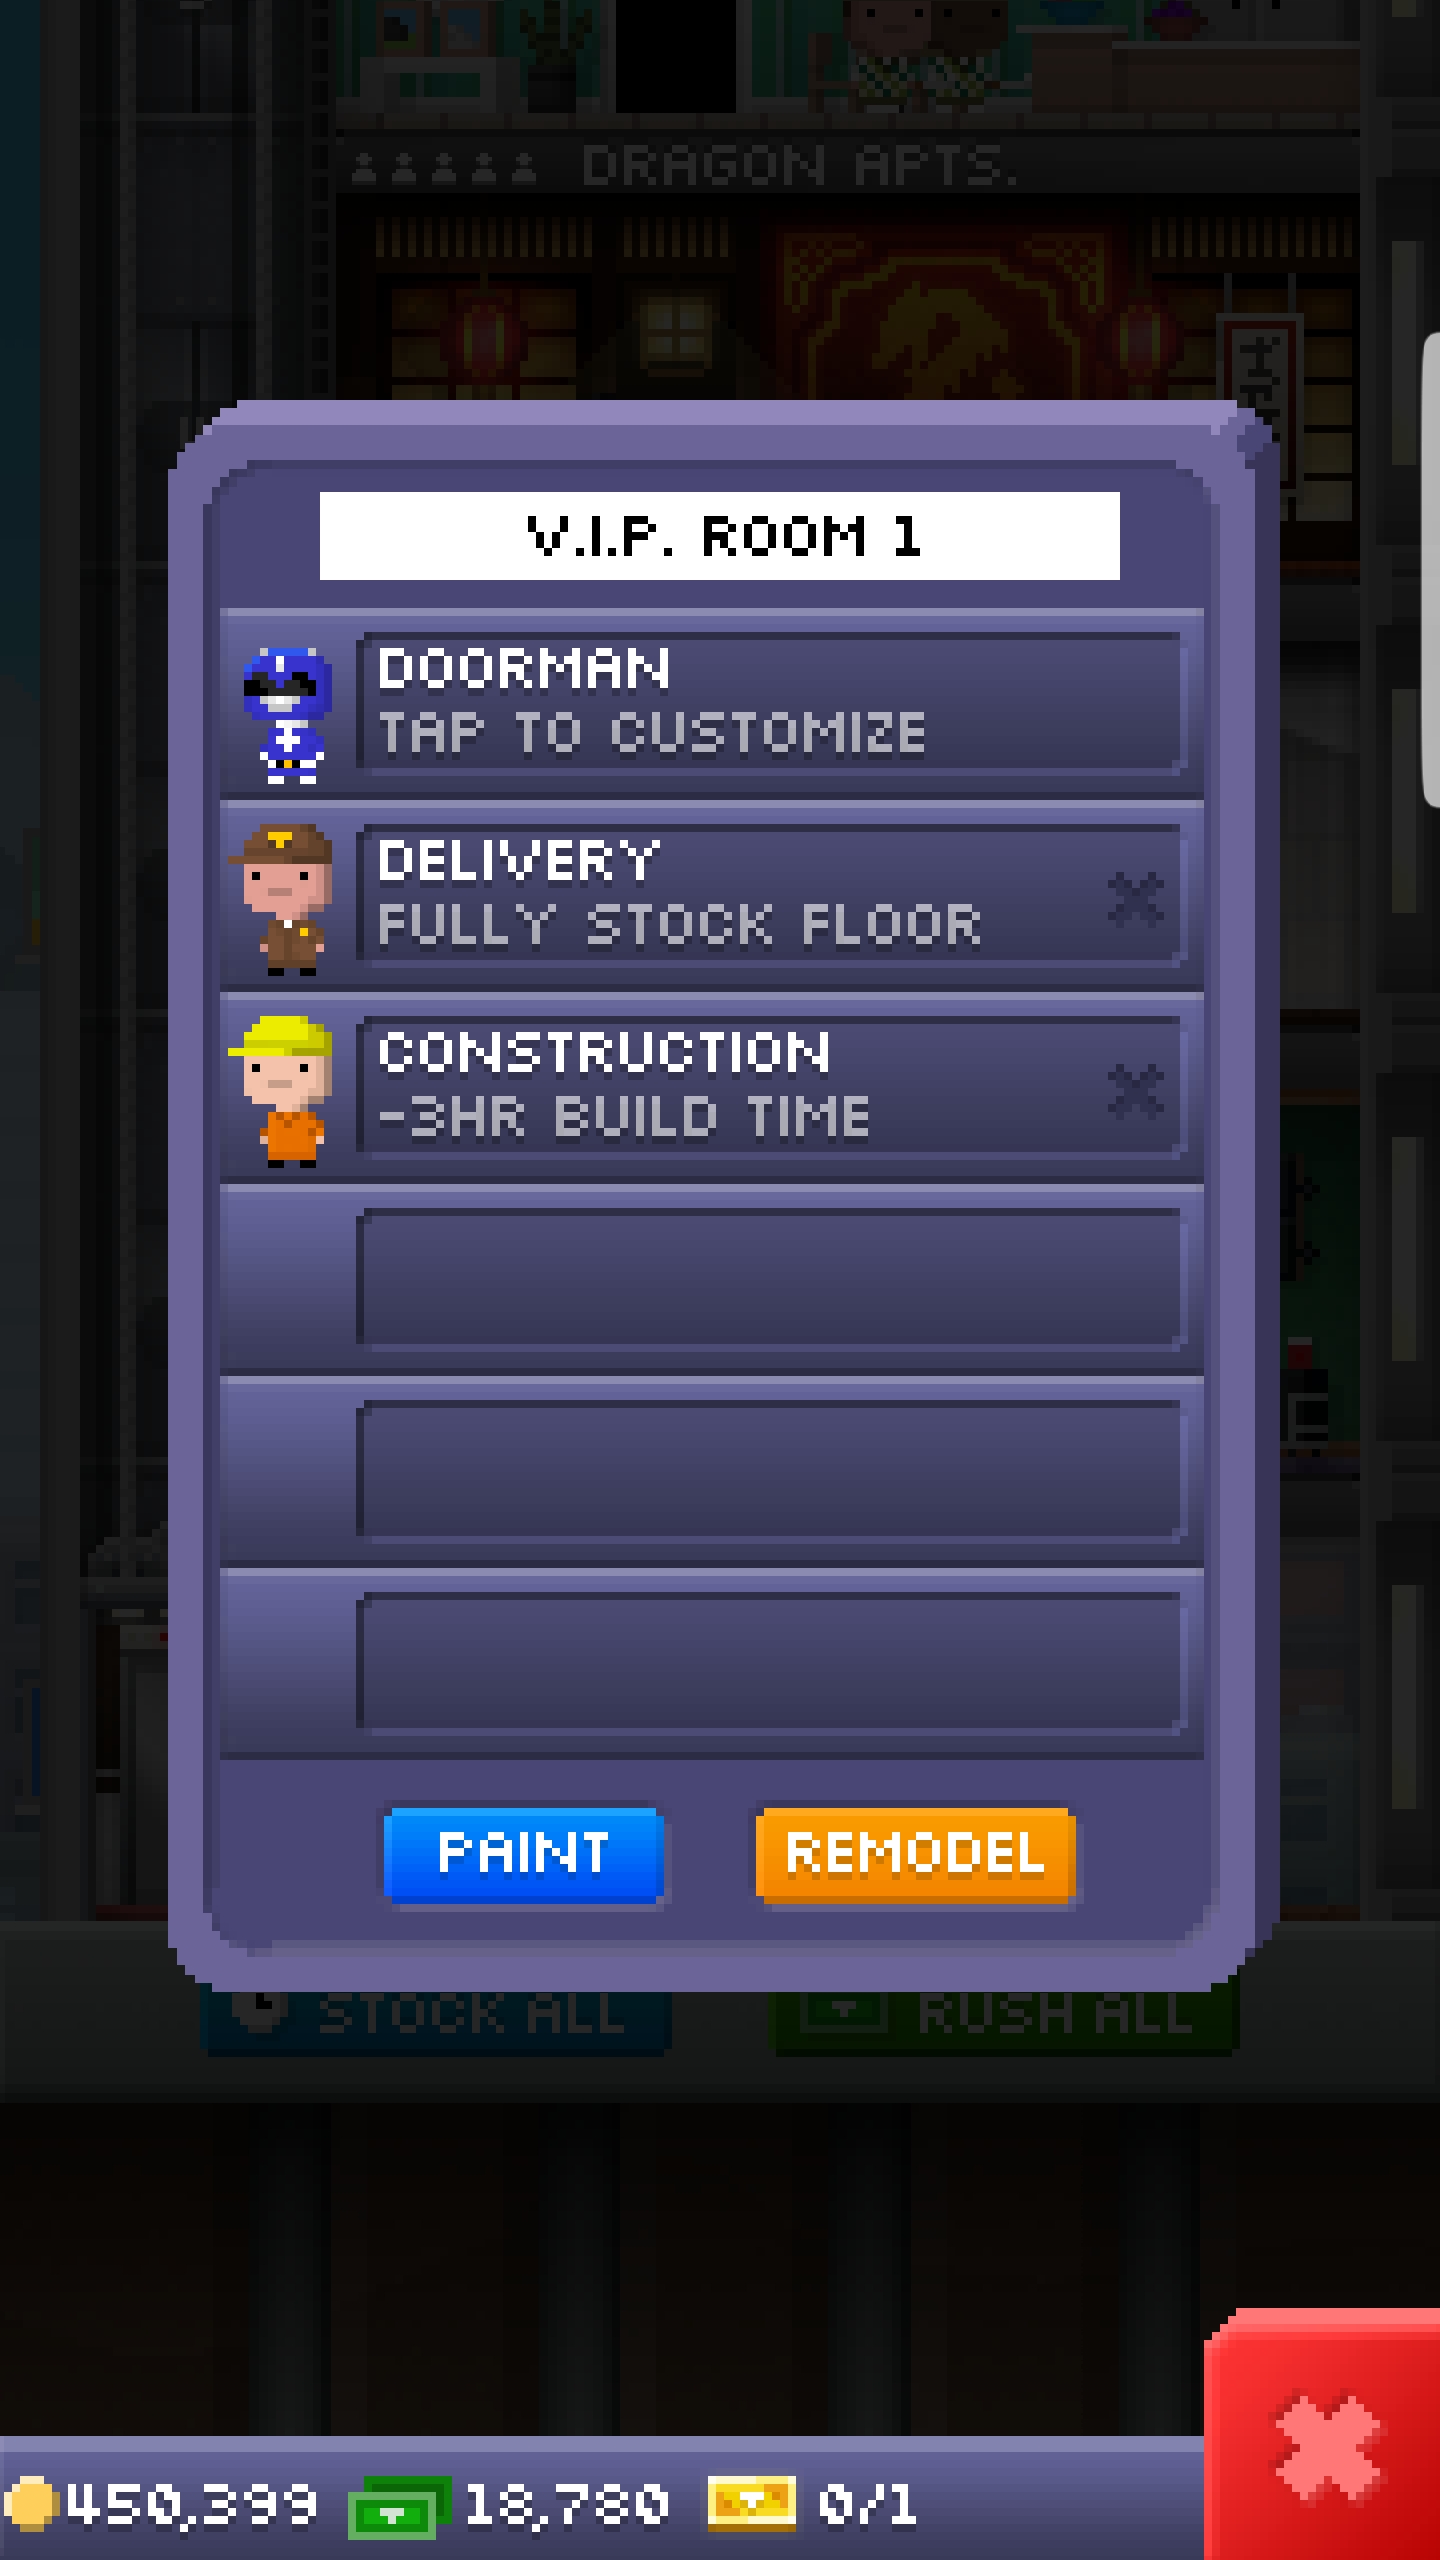 DRAGON APTS.
V.I.P. ROOM 1
DOORMAN
TAP TO CUSTOMIZE
DELIVERY
FULLY STOCK FLOOR
CONSTRUCTION
-3HR BUILD TIME
PAINT
REMODEL
STOCK ALL
RUSH ALL
450,399
18,780
0/1